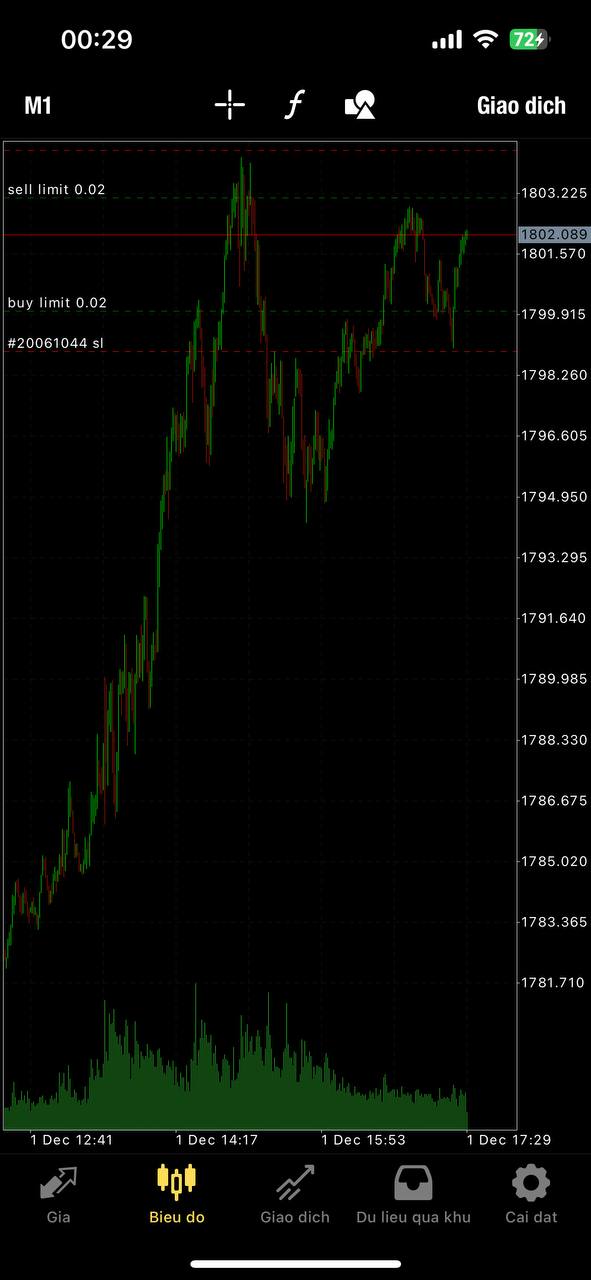 00:29
72
M1
f
Giao dich
sell limit 0.02
1803.225
1802.089
1801.570
buy limit 0.02
1799.915
#20061044 sl
1798.260
1796.605
1794.950
1793.295
1791.640
1789.985
1788.330
1786.675
1785.020
1783.365
1781.710
1 Dec 12:41
1 Dec 14:17
1 Dec 15:53
1 Dec 17:29
Gia
Bieu do
Giao dich
Du lieu qua khu
Cai dat